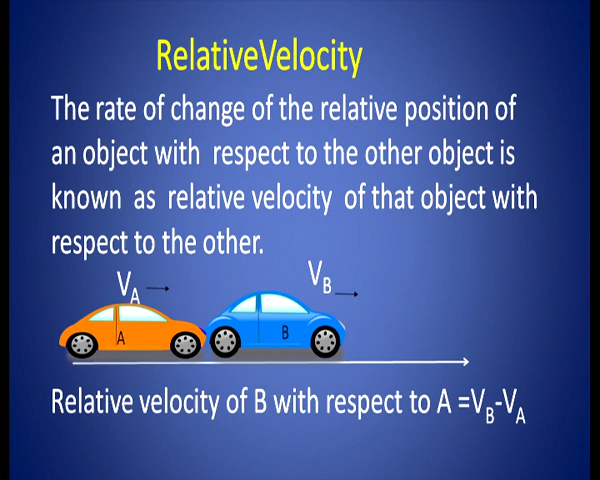 RelativeVelocity
The rate of change of the relative position of
an object with respect to the other object is
known as relative velocity of that object with
respect to the other.
VA VB
A B
Relative velocity of B with respect to A =VB-VA